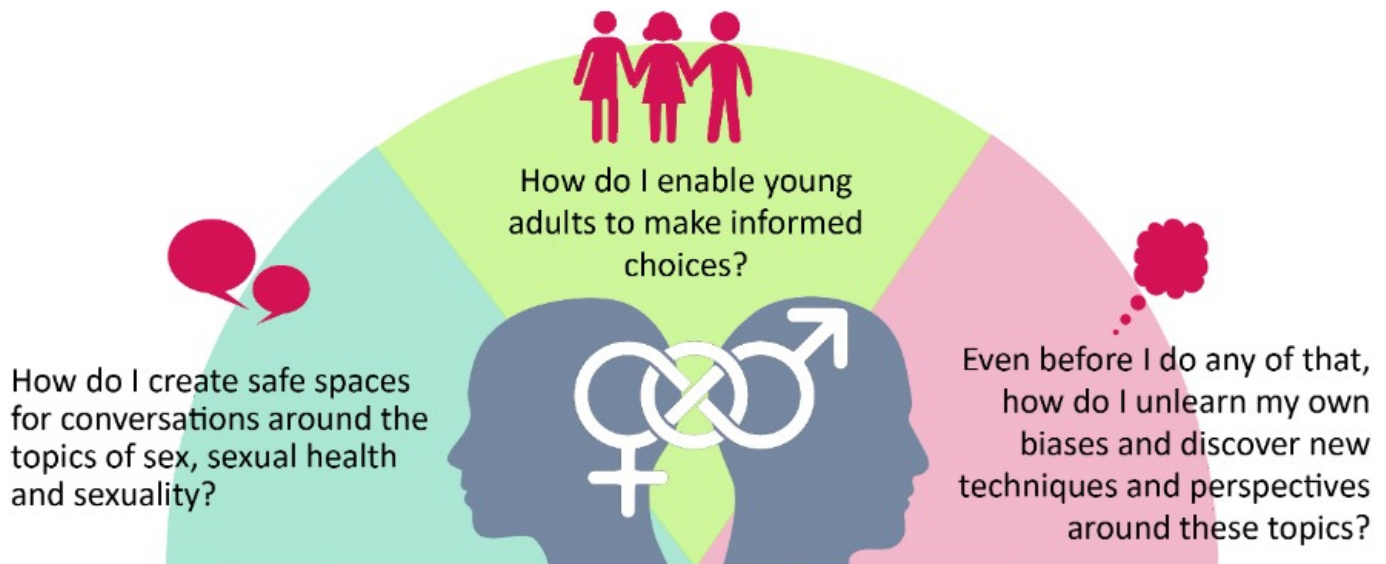 How do I enable young
adults to make informed
choices?
How do I create safe spaces
for conversations around the
topics of sex, sexual health
and sexuality?
Even before I do any of that,
how do I unlearn my own
biases and discover new
techniques and perspectives
around these topics?